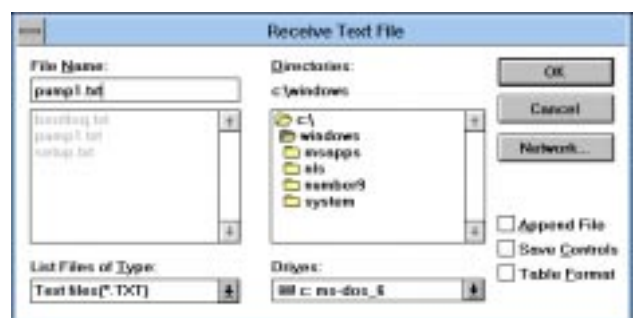 Receive Text File
File Name:
pump1.txt
bootlog.txt
pump1.txt
setup.txt
List Files of Type:
Text files(*.TXT)
Directories:
c:\windows
c:\
windows
msapps
nls
number9
system
Drives:
c: ms-dos_6
OK
Cancel
Network...
Append File
Save Controls
Table Format